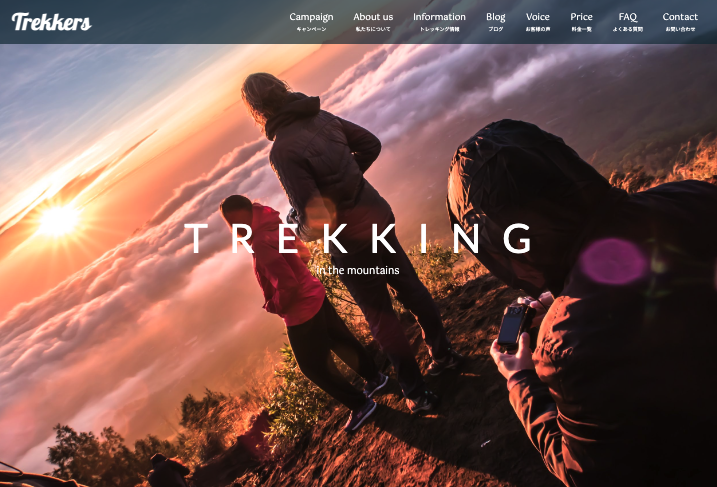 Trekkers
Campaign About us Information Blog Voice Price FAQ Contact
キャンペーン 私たちについて トレッキング情報 ブログ お客様の声 料金一覧 よくある質問 お問い合わせ
TREKKING
In the mountains